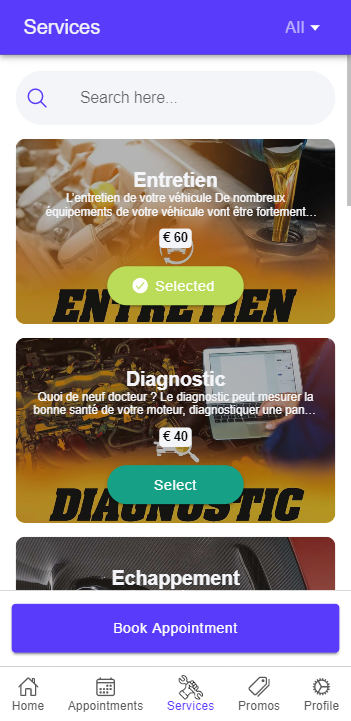 Services
All
Search here...
Entretien
L'entretien de votre véhicule De nombreux
équipements de votre véhicule vont être fortement...
€ 60
Selected
ENTRETIEN
Diagnostic
Quoi de neuf docteur ? Le diagnostic peut mesurer la
bonne santé de votre moteur, diagnostiquer une pan...
€ 40
Select
DIAGNOSTIC
Echappement
Book Appointment
Home
Appointments
Services
Promos
Profile